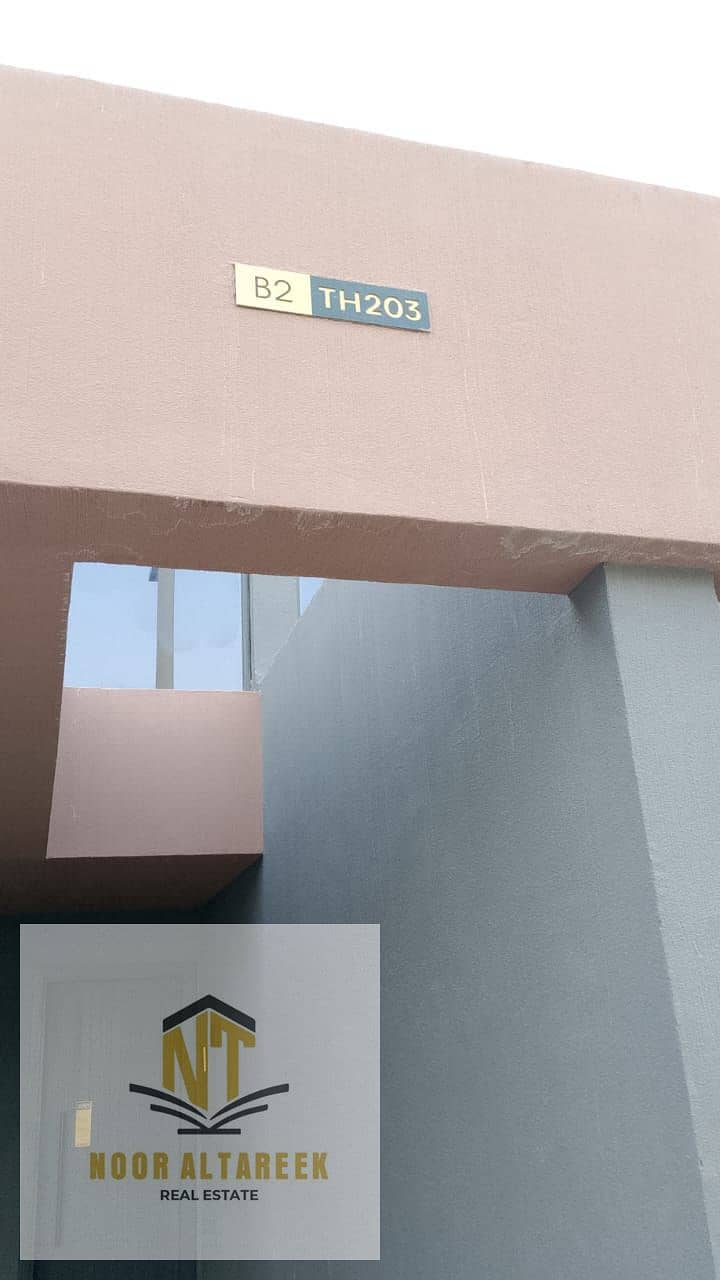 B2 TH203
NT
NOOR ALTAREEK
REAL ESTATE